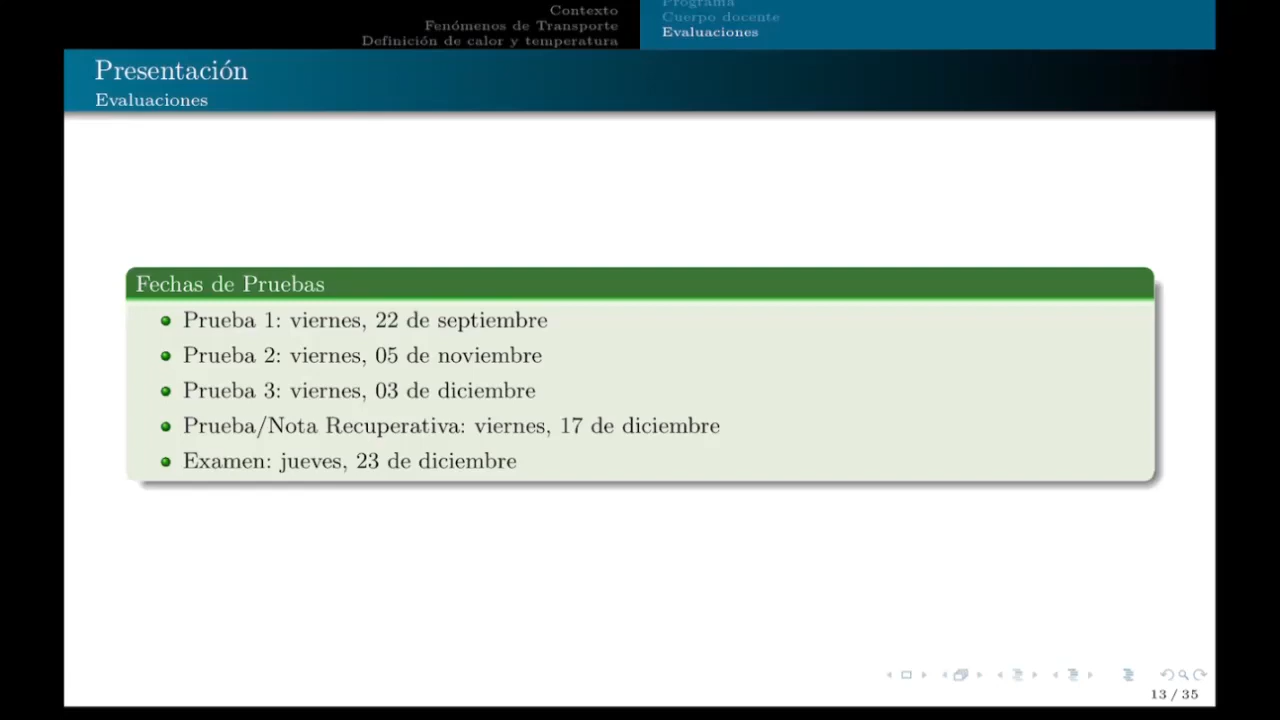 Contexto
Fenómenos de Transporte
Definición de calor y temperatura
Programa
Cuerpo docente
Evaluaciones
Presentación
Evaluaciones
Fechas de Pruebas
Prueba 1: viernes, 22 de septiembre
Prueba 2: viernes, 05 de noviembre
Prueba 3: viernes, 03 de diciembre
Prueba/Nota Recuperativa: viernes, 17 de diciembre
Examen: jueves, 23 de diciembre
13 / 35